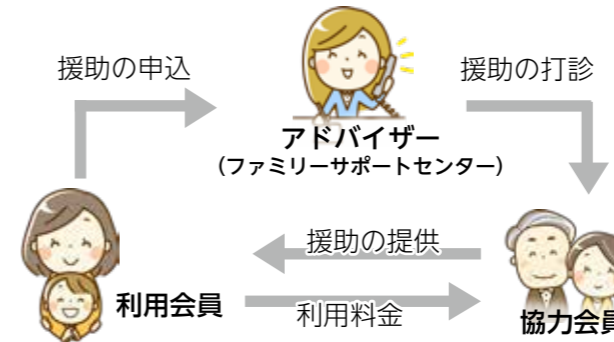 援助の申込
援助の打診
アドバイザー
(ファミリーサポートセンター)
援助の提供
利用会員
利用料金
協力会員